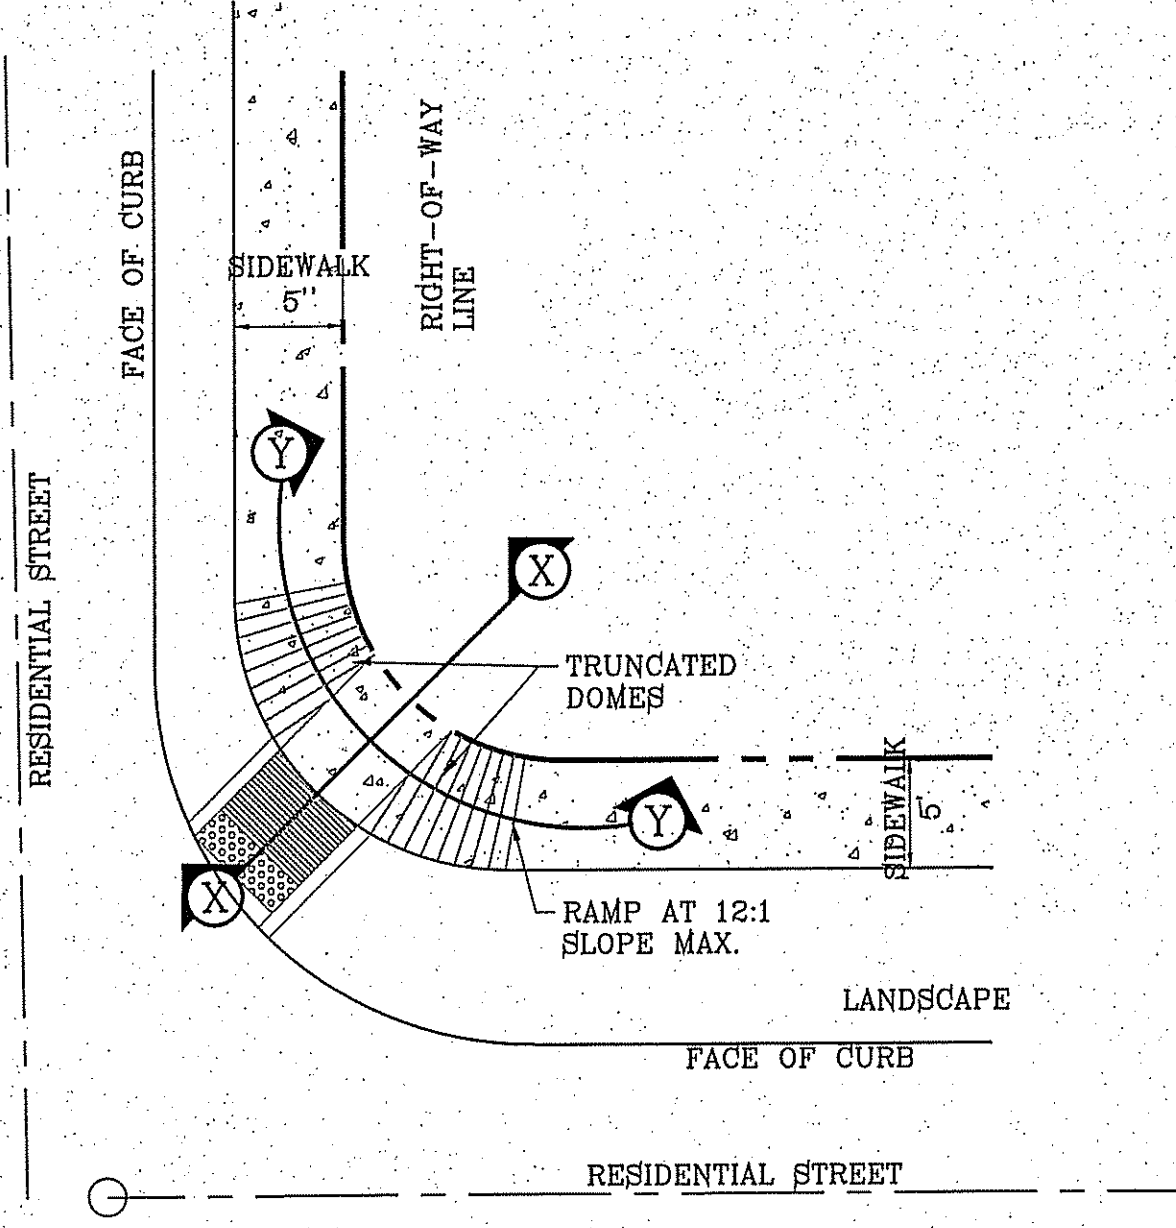 FACE OF CURB
SIDEWALK
5''
RIGHT-OF-WAY
LINE
Y
X
RESIDENTIAL STREET
TRUNCATED
DOMES
SIDEWALK
5'
Y
X
RAMP AT 12:1
SLOPE MAX.
LANDSCAPE
FACE OF CURB
RESIDENTIAL STREET